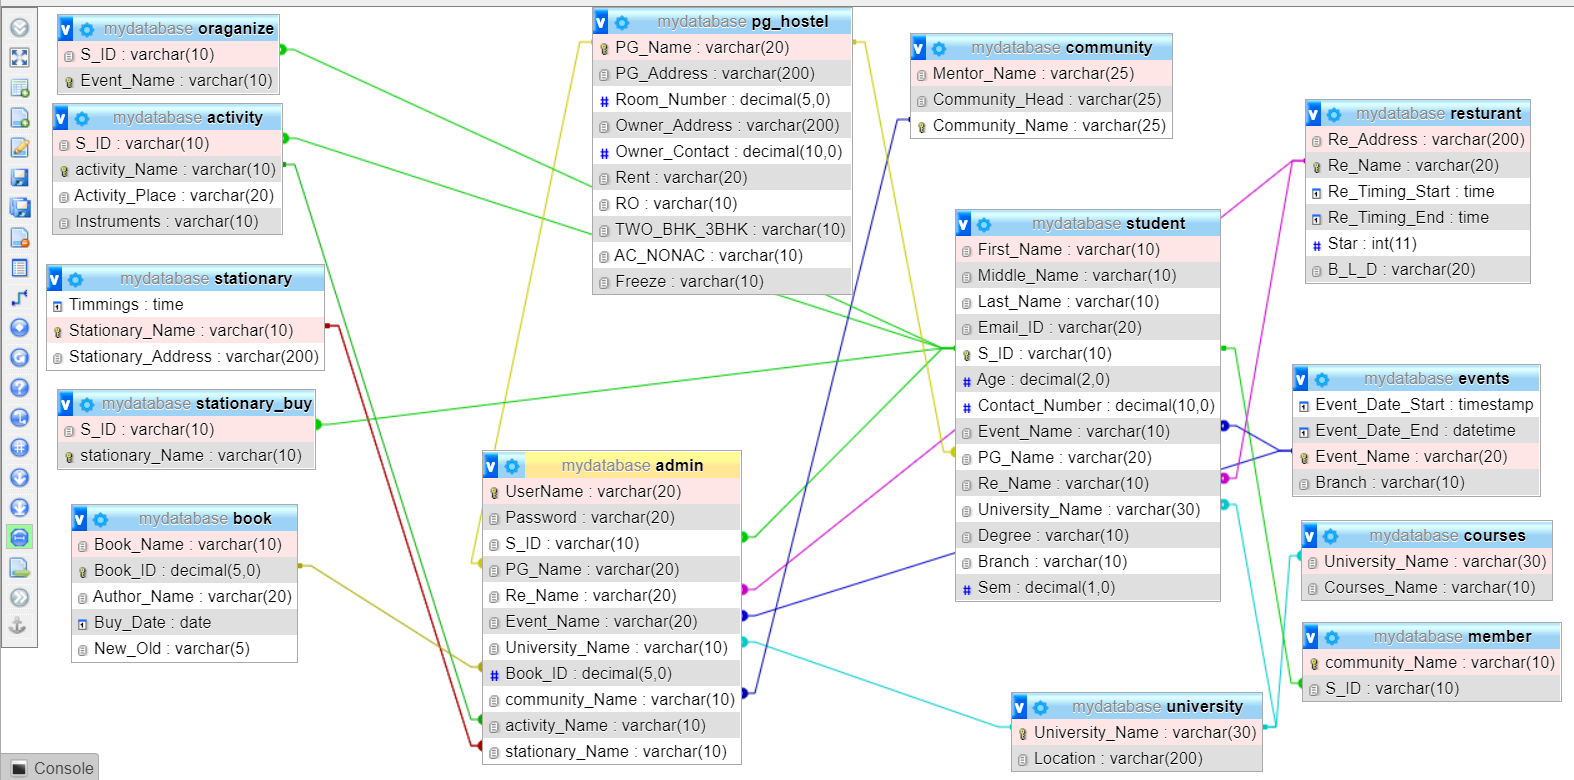 v mydatabase oraganize
S_ID : varchar(10)
Event_Name : varchar(10)
v mydatabase activity
S_ID : varchar(10)
activity_Name : varchar(10)
Activity_Place : varchar(20)
Instruments : varchar(10)
v mydatabase stationary
Timmings : time
Stationary_Name : varchar(10)
Stationary_Address : varchar(200)
v mydatabase stationary_buy
S_ID : varchar(10)
stationary_Name : varchar(10)
v mydatabase book
Book_Name : varchar(10)
Book_ID : decimal(5,0)
Author_Name : varchar(20)
Buy_Date : date
New_Old : varchar(5)
v mydatabase pg_hostel
PG_Name : varchar(20)
PG_Address : varchar(200)
# Room_Number : decimal(5,0)
Owner_Address : varchar(200)
# Owner_Contact : decimal(10,0)
Rent : varchar(20)
RO : varchar(10)
TWO_BHK_3BHK : varchar(10)
AC_NONAC : varchar(10)
Freeze : varchar(10)
v mydatabase admin
UserName : varchar(20)
Password : varchar(20)
S_ID : varchar(10)
PG_Name : varchar(20)
Re_Name : varchar(20)
Event_Name : varchar(20)
University_Name : varchar(10)
# Book_ID : decimal(5,0)
community_Name : varchar(10)
activity_Name : varchar(10)
stationary_Name : varchar(10)
v mydatabase community
Mentor_Name : varchar(25)
Community_Head : varchar(25)
Community_Name : varchar(25)
v mydatabase student
First_Name : varchar(10)
Middle_Name : varchar(10)
Last_Name : varchar(10)
Email_ID : varchar(20)
S_ID : varchar(10)
# Age : decimal(2,0)
# Contact_Number : decimal(10,0)
Event_Name : varchar(10)
PG_Name : varchar(20)
Re_Name : varchar(10)
University_Name : varchar(30)
Degree : varchar(10)
Branch : varchar(10)
# Sem : decimal(1,0)
v mydatabase university
University_Name : varchar(30)
Location : varchar(200)
v mydatabase resturant
Re_Address : varchar(200)
Re_Name : varchar(20)
Re_Timing_Start : time
Re_Timing_End : time
# Star : int(11)
B_L_D : varchar(20)
v mydatabase events
Event_Date_Start : timestamp
Event_Date_End : datetime
Event_Name : varchar(20)
Branch : varchar(10)
v mydatabase courses
University_Name : varchar(30)
Courses_Name : varchar(10)
v mydatabase member
community_Name : varchar(10)
S_ID : varchar(10)
Console